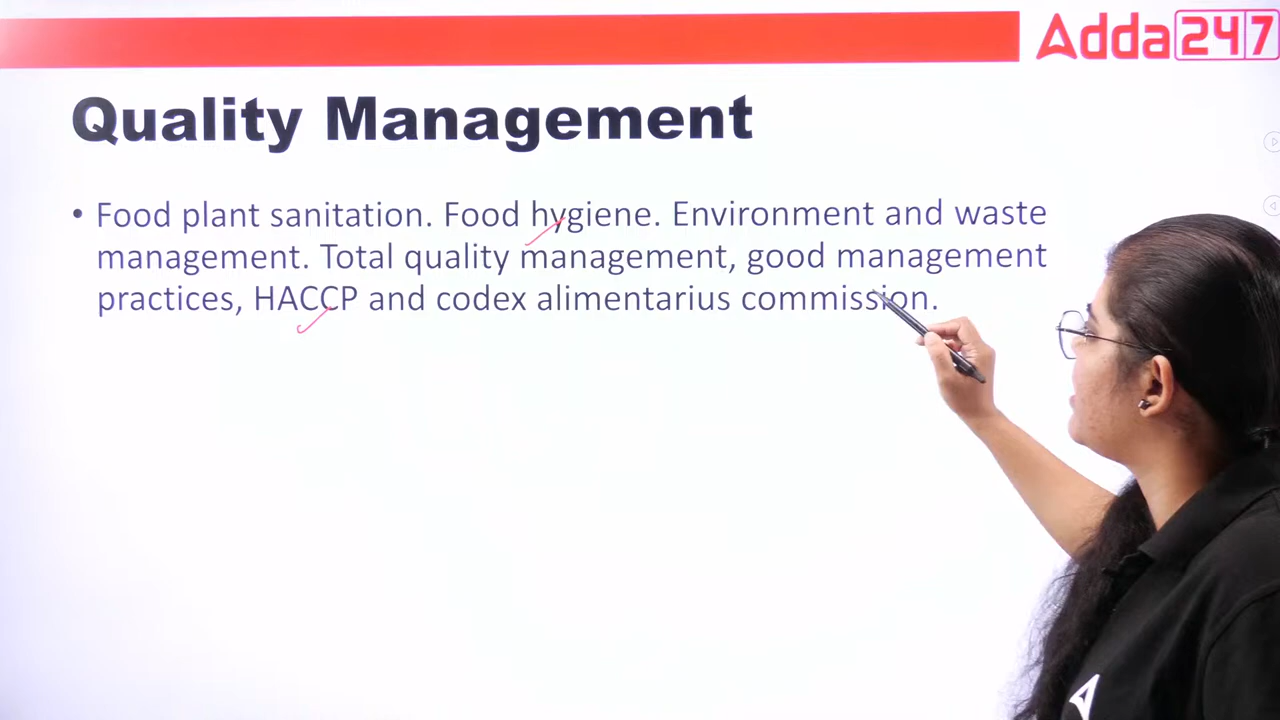 Adda247
Quality Management
• Food plant sanitation. Food hygiene. Environment and waste
management. Total quality management, good management
practices, HACCP and codex alimentarius commission.